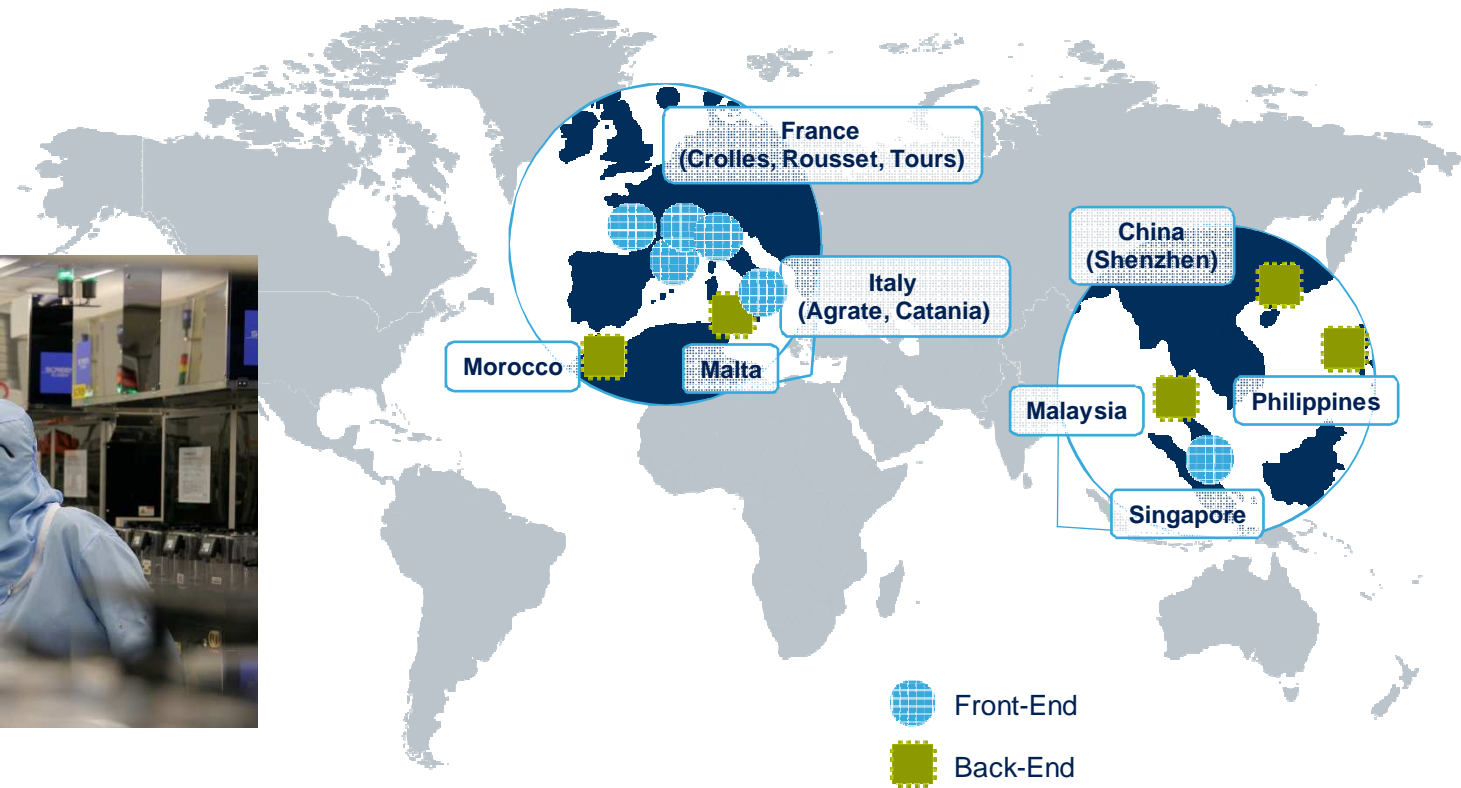 France
(Crolles, Rousset, Tours)
China
(Shenzhen)
Italy
(Agrate, Catania)
Morocco
Malta
Malaysia
Philippines
Singapore
Front-End
Back-End